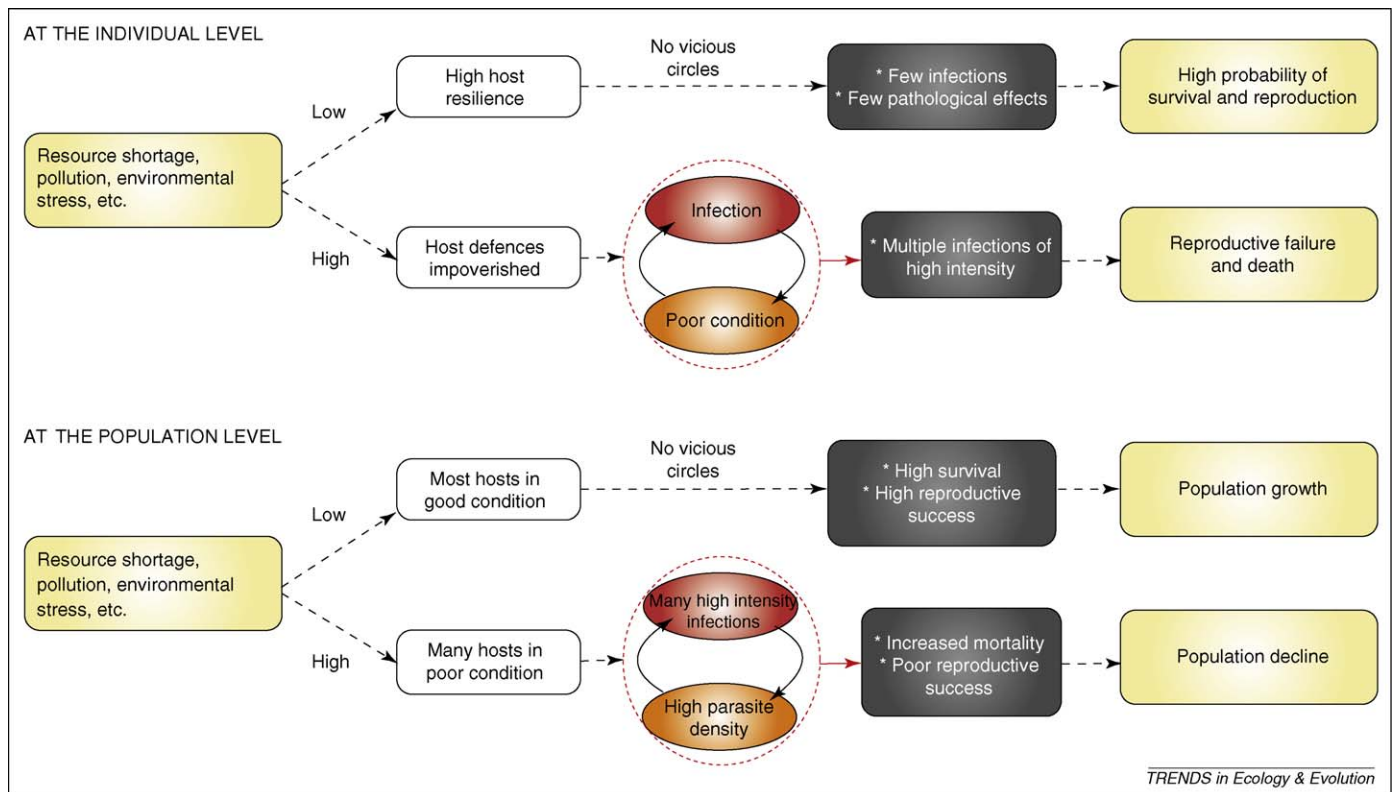 AT THE INDIVIDUAL LEVEL
Resource shortage,
pollution, environmental
stress, etc.
Low
High
High host
resilience
No vicious
circles
* Few infections
* Few pathological effects
High probability of
survival and reproduction
Host defences
impoverished
Infection
Poor condition
* Multiple infections of
high intensity
Reproductive failure
and death
AT THE POPULATION LEVEL
Resource shortage,
pollution, environmental
stress, etc.
Low
High
Most hosts in
good condition
No vicious
circles
* High survival
* High reproductive
success
Population growth
Many hosts in
poor condition
Many high intensity
infections
High parasite
density
* Increased mortality
* Poor reproductive
success
Population decline
TRENDS in Ecology & Evolution